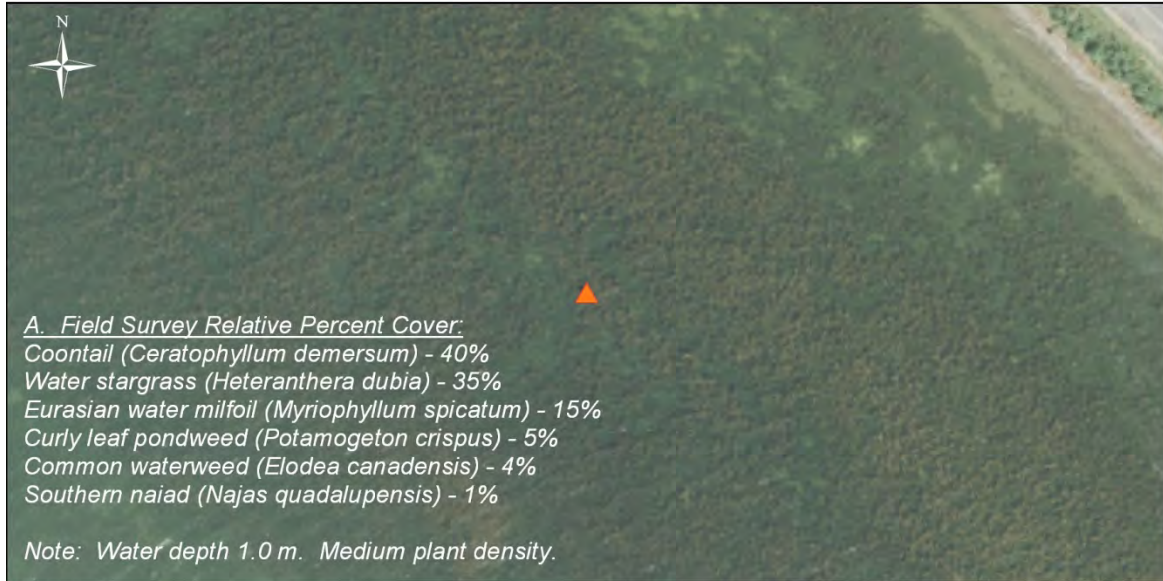 N
A. Field Survey Relative Percent Cover:
Coontail (Ceratophyllum demersum) - 40%
Water stargrass (Heteranthera dubia) - 35%
Eurasian water milfoil (Myriophyllum spicatum) - 15%
Curly leaf pondweed (Potamogeton crispus) - 5%
Common waterweed (Elodea canadensis) - 4%
Southern naiad (Najas quadalupensis) - 1%
Note: Water depth 1.0 m. Medium plant density.